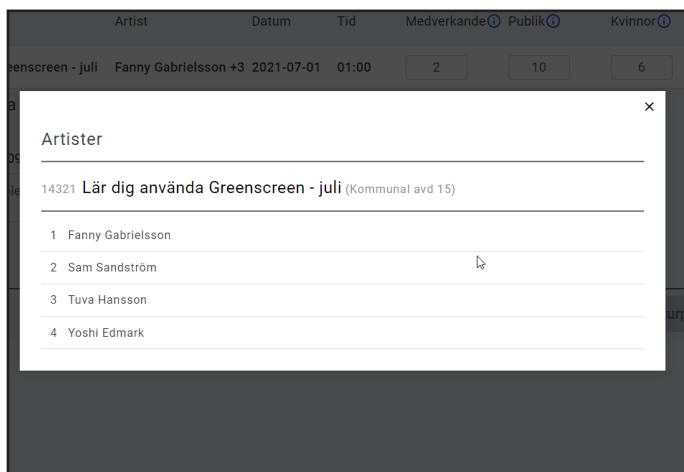 Artist Datum Tid Medverkande Publik Kvinnor
eenscreen - juli Fanny Gabrielsson +3 2021-07-01 01:00 2 10 6
Artister
14321 Lär dig använda Greenscreen - juli (Kommunal avd 15)
1 Fanny Gabrielsson
2 Sam Sandström
3 Tuva Hansson
4 Yoshi Edmark